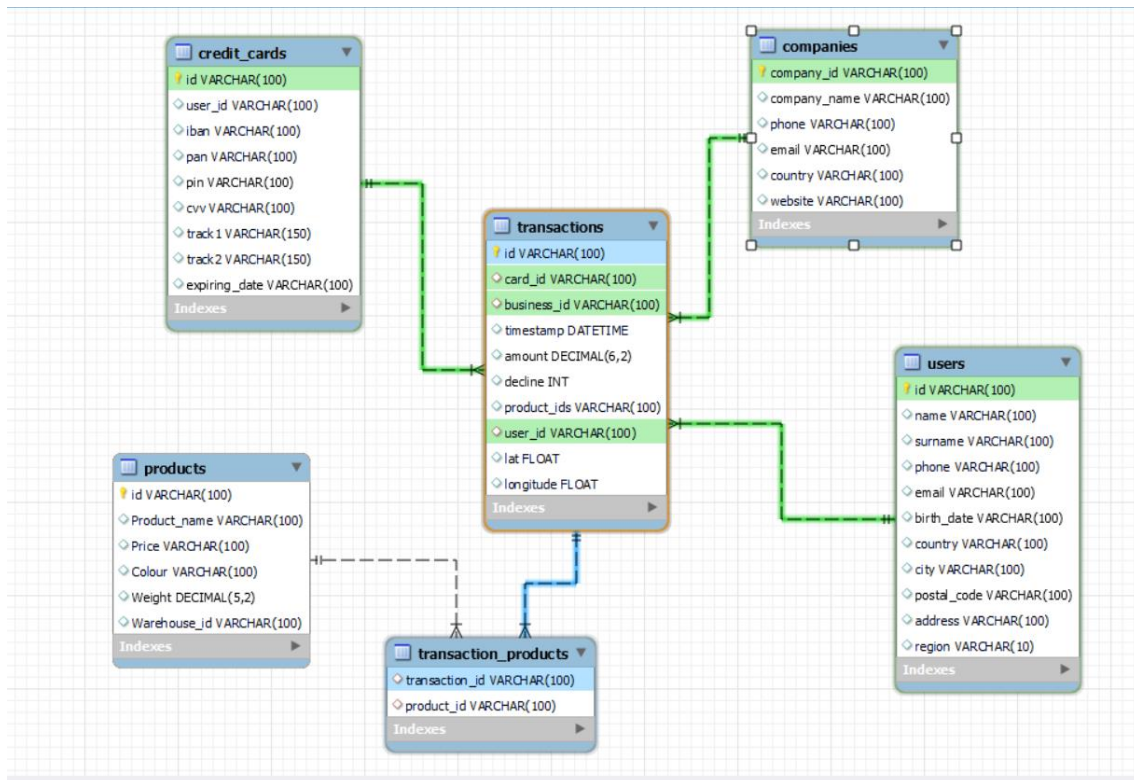 credit_cards
id VARCHAR(100)
user_id VARCHAR(100)
iban VARCHAR(100)
pan VARCHAR(100)
pin VARCHAR(100)
cvv VARCHAR(100)
track1 VARCHAR(150)
track2 VARCHAR(150)
expiring_date VARCHAR(100)
Indexes
companies
company_id VARCHAR(100)
company_name VARCHAR(100)
phone VARCHAR(100)
email VARCHAR(100)
country VARCHAR(100)
website VARCHAR(100)
Indexes
transactions
id VARCHAR(100)
card_id VARCHAR(100)
business_id VARCHAR(100)
timestamp DATETIME
amount DECIMAL(6,2)
decline INT
product_ids VARCHAR(100)
user_id VARCHAR(100)
lat FLOAT
longitude FLOAT
Indexes
users
id VARCHAR(100)
name VARCHAR(100)
surname VARCHAR(100)
phone VARCHAR(100)
email VARCHAR(100)
birth_date VARCHAR(100)
country VARCHAR(100)
city VARCHAR(100)
postal_code VARCHAR(100)
address VARCHAR(100)
region VARCHAR(10)
Indexes
products
id VARCHAR(100)
Product_name VARCHAR(100)
Price VARCHAR(100)
Colour VARCHAR(100)
Weight DECIMAL(5,2)
Warehouse_id VARCHAR(100)
Indexes
transaction_products
transaction_id VARCHAR(100)
product_id VARCHAR(100)
Indexes